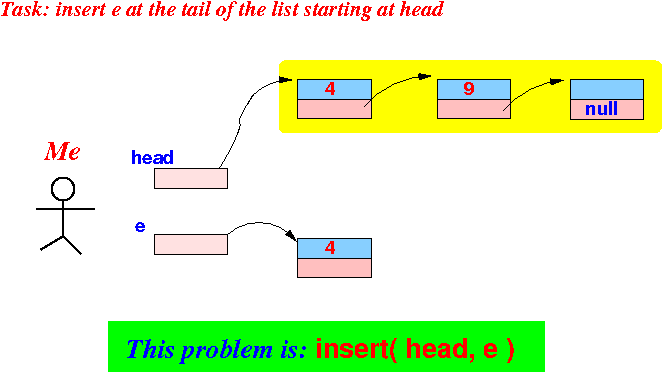 Task: insert e at the tail of the list starting at head
4
9
null
Me
head
e
4
This problem is: insert( head, e )